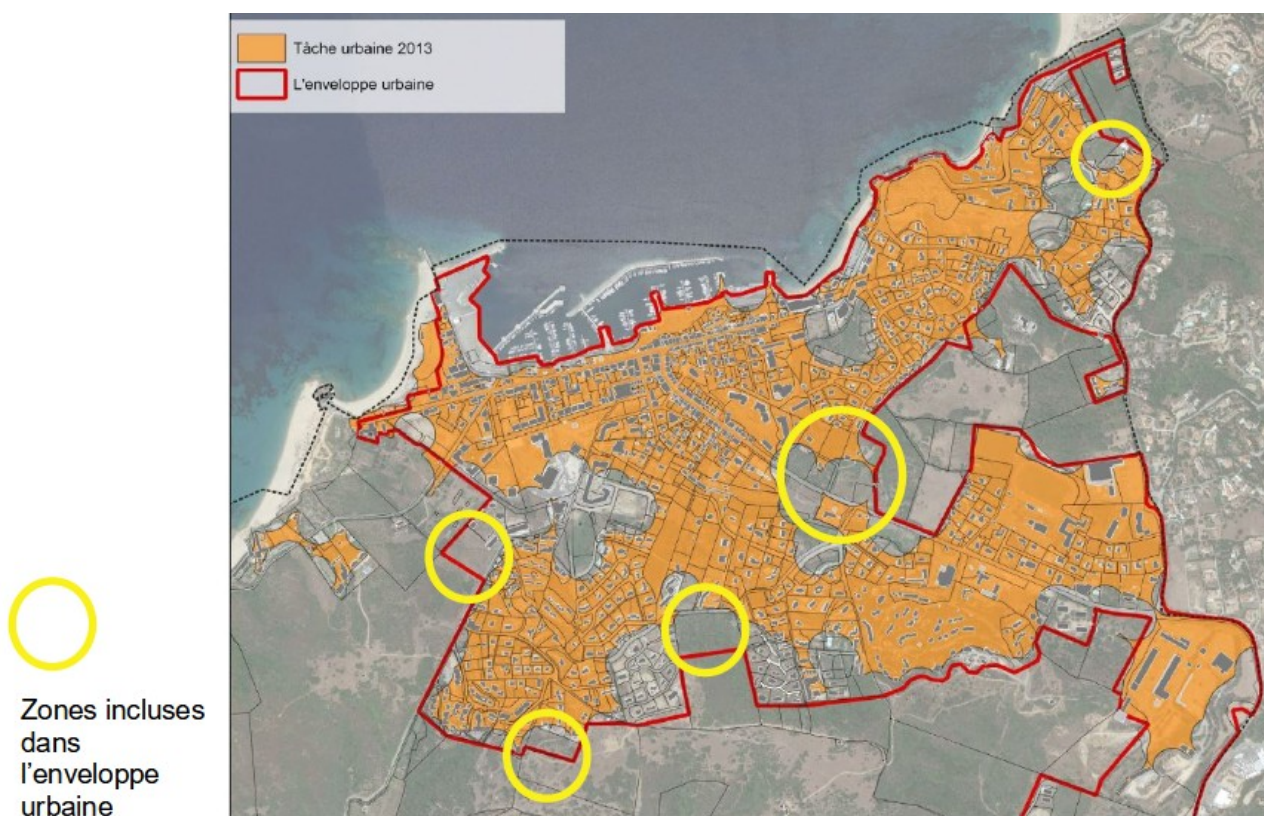 Tâche urbaine 2013
L'enveloppe urbaine
Zones incluses
dans
l'enveloppe
urbaine